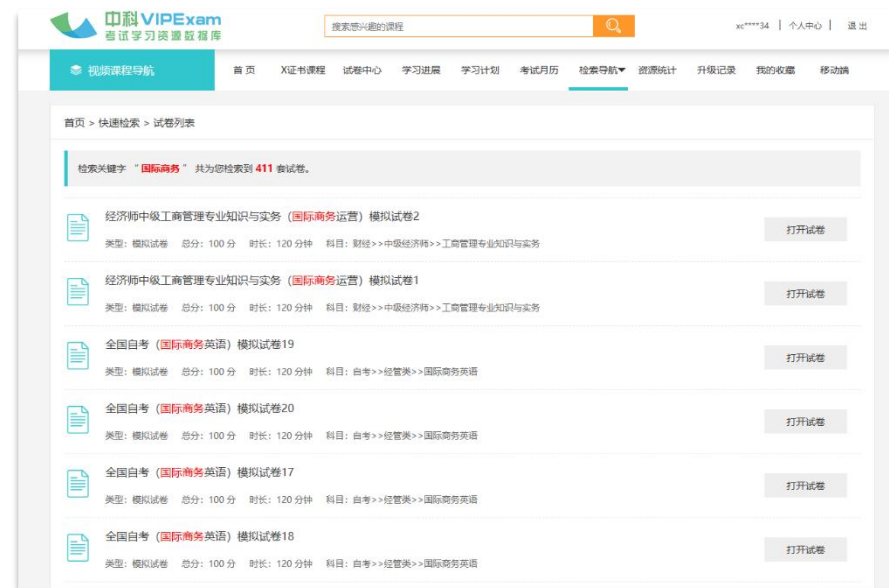 中科VIPExam
考试学习资源数据库
搜索感兴趣的课程
xc****34 | 个人中心 | 退出
视频课程导航
首页 X证书课程 试卷中心 学习进展 学习计划 考试月历 检索导航▼ 资源统计 升级记录 我的收藏 移动端
首页 > 快速检索 > 试卷列表
检索关键字 “ 国际商务 ” 共为您检索到 411 套试卷。
经济师中级工商管理专业知识与实务（国际商务运营）模拟试卷2
打开试卷
类型：模拟试卷 总分：100 分 时长：120 分钟 科目：财经>>中级经济师>>工商管理专业知识与实务
经济师中级工商管理专业知识与实务（国际商务运营）模拟试卷1
打开试卷
类型：模拟试卷 总分：100 分 时长：120 分钟 科目：财经>>中级经济师>>工商管理专业知识与实务
全国自考（国际商务英语）模拟试卷19
打开试卷
类型：模拟试卷 总分：100 分 时长：120 分钟 科目：自考>>经管类>>国际商务英语
全国自考（国际商务英语）模拟试卷20
打开试卷
类型：模拟试卷 总分：100 分 时长：120 分钟 科目：自考>>经管类>>国际商务英语
全国自考（国际商务英语）模拟试卷17
打开试卷
类型：模拟试卷 总分：100 分 时长：120 分钟 科目：自考>>经管类>>国际商务英语
全国自考（国际商务英语）模拟试卷18
打开试卷
类型：模拟试卷 总分：100 分 时长：120 分钟 科目：自考>>经管类>>国际商务英语